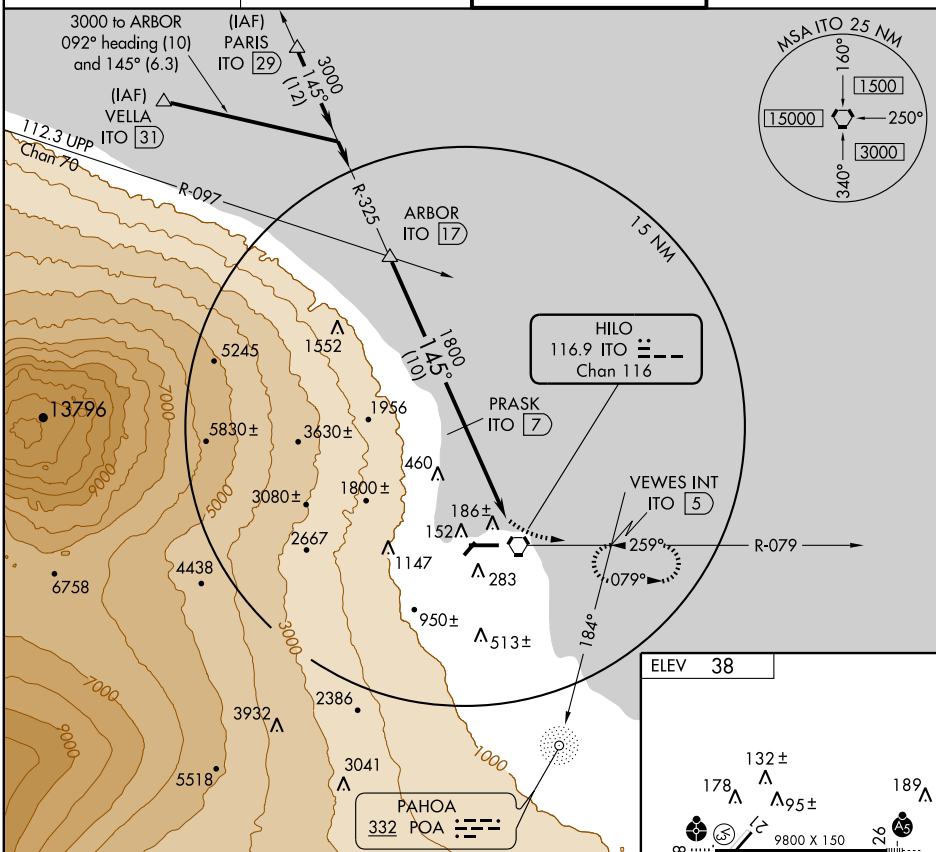 3000 to ARBOR
092° heading (10)
and 145° (6.3)
(IAF)
PARIS
ITO 29
3000
145°
(12)
(IAF)
VELLA
ITO 31
MSA ITO 25 NM
160°
1500
15000
250°
3000
340°
112.3 UPP
Chan 70
R-097
R-325
ARBOR
ITO 17
15 NM
1800
145°
(10)
HILO
116.9 ITO
Chan 116
PRASK
ITO 7
VEWES INT
ITO 5
1552
5245
7000
13796
1956
5830±
3630±
9000
5000
460
3080±
1800±
186±
152
2667
259°
R-079
1147
6758
4438
283
079°
950±
184°
513±
3000
ELEV 38
7000
2386
3932
9000
1000
5518
3041
132±
178
189
95±
PAHOA
332 POA
V5
21
9800 X 150
26
A5
8